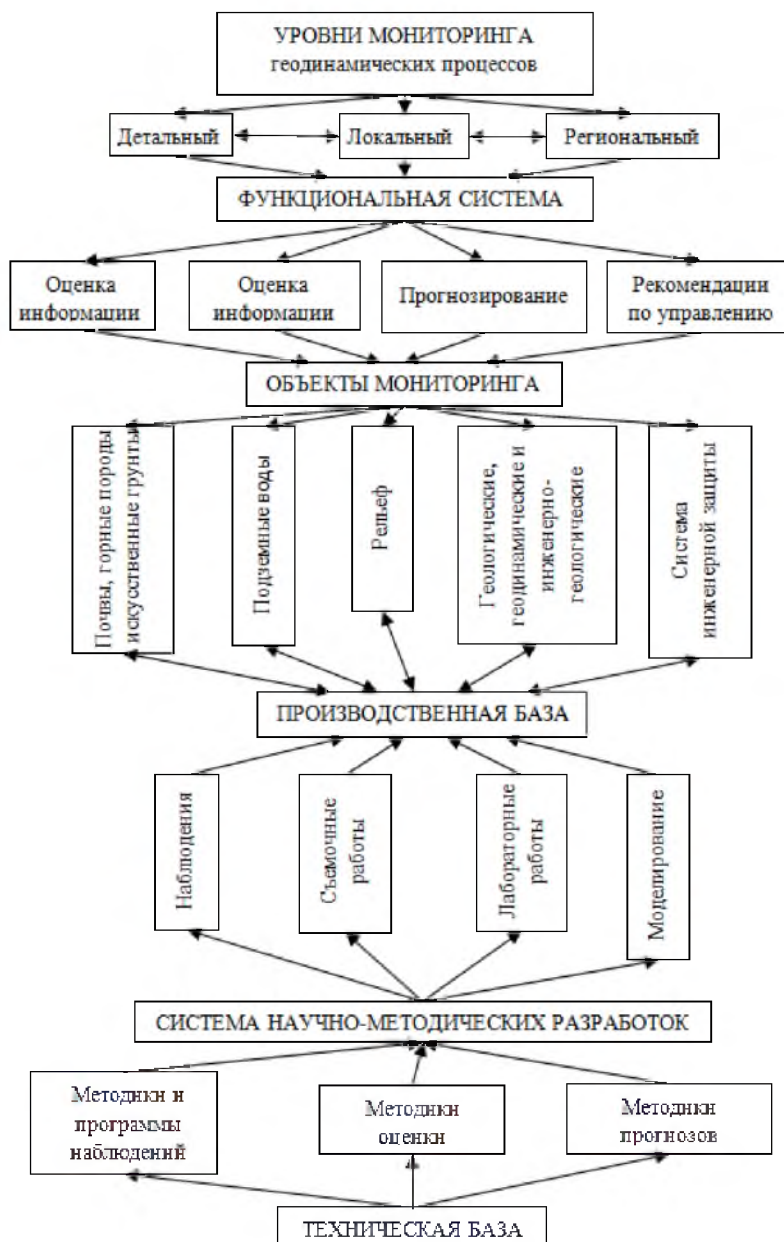 УРОВНИ МОНИТОРИНГА
геодинамических процессов
Детальный
Локальный
Региональный
ФУНКЦИОНАЛЬНАЯ СИСТЕМА
Оценка
информации
Оценка
информации
Прогнозирование
Рекомендации
по управлению
ОБЪЕКТЫ МОНИТОРИНГА
Почвы, горные породы
искусственные грунты
Подземные воды
Рельеф
Геологические,
геодинамические и
инженерно-
геологические
Система
инженерной защиты
ПРОИЗВОДСТВЕННАЯ БАЗА
Наблюдения
Съемочные
работы
Лабораторные
работы
Моделирование
СИСТЕМА НАУЧНО-МЕТОДИЧЕСКИХ РАЗРАБОТОК
Методики и
программы
наблюдений
Методики
оценки
Методики
прогнозов
ТЕХНИЧЕСКАЯ БАЗА